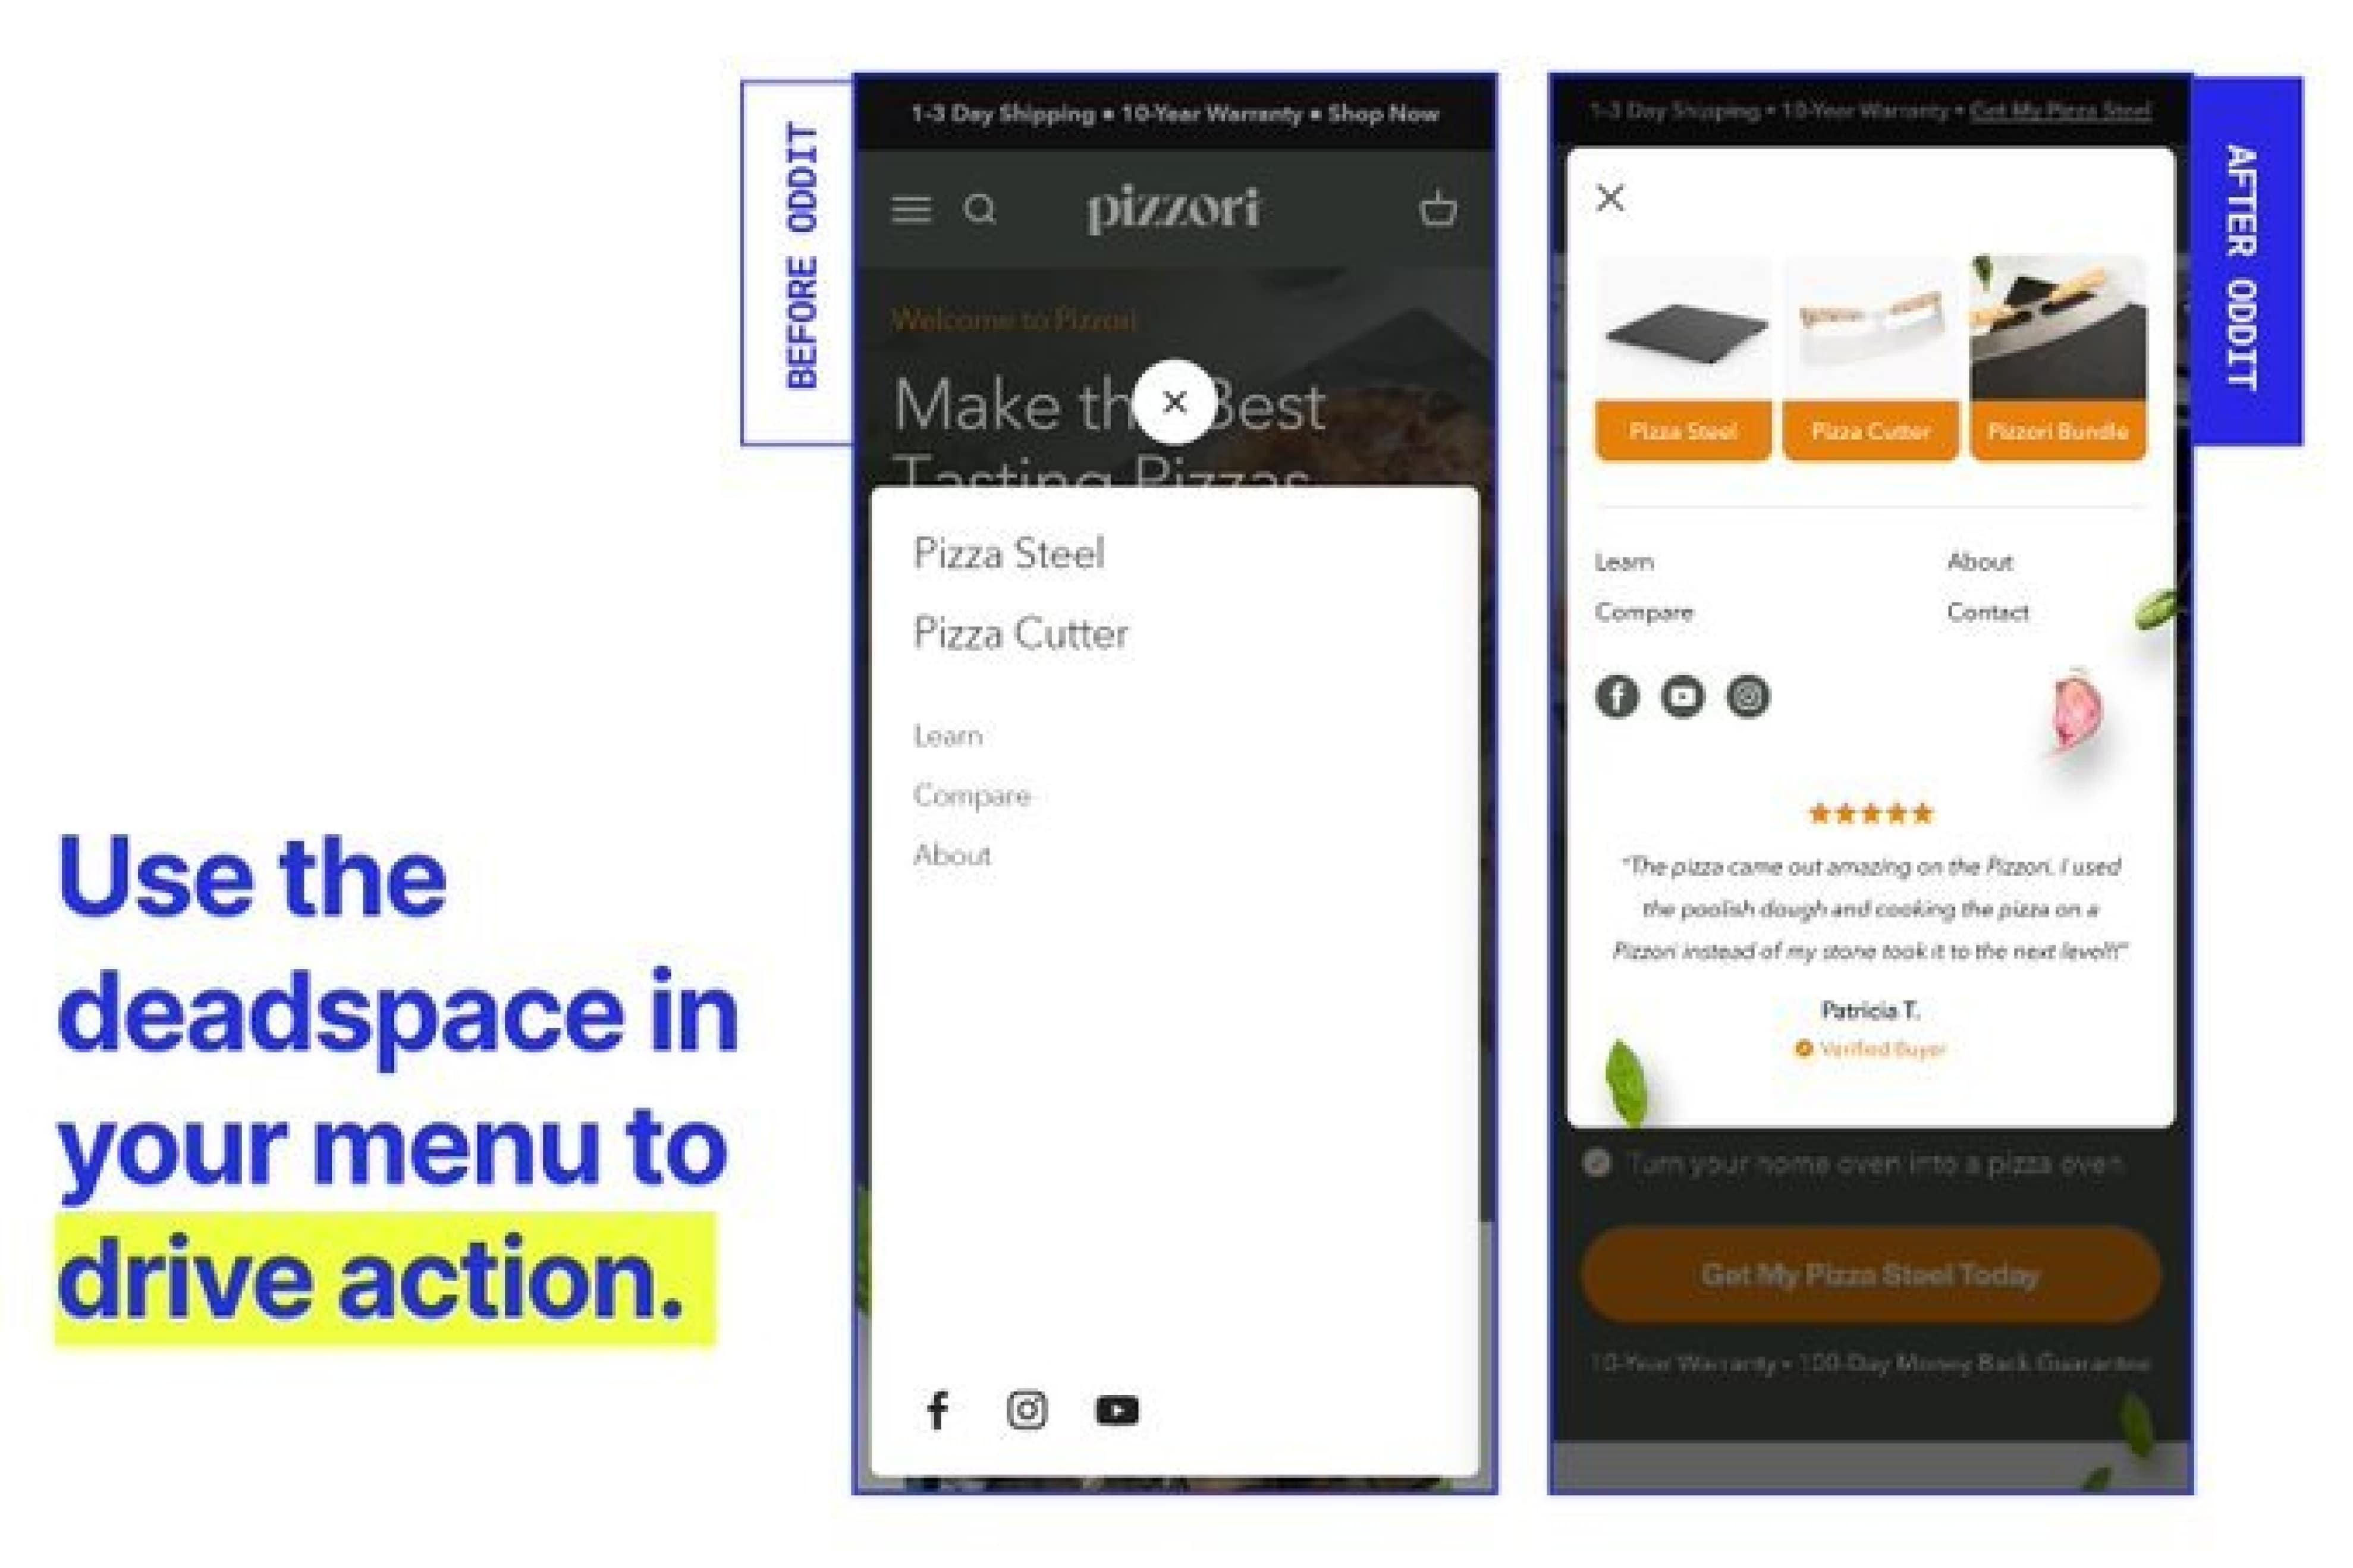 Use the
deadspace in
your menu to
drive action.
BEFORE ODDIT
1-3 Day Shipping • 10-Year Warranty • Shop Now
pizzori
Welcome to Pizzori
Make the Best
Tasting Pizzas
Pizza Steel
Pizza Cutter
Learn
Compare
About
AFTER ODDIT
1-3 Day Shipping • 10-Year Warranty • Get My Pizza Steel
Pizza Steel
Pizza Cutter
Pizzori Bundle
Learn
About
Compare
Contact
"The pizza came out amazing on the Pizzori. I used
the poolish dough and cooking the pizza on a
Pizzori instead of my stone took it to the next level!!"
Patricia T.
Verified Buyer
Turn your home oven into a pizza oven
Get My Pizza Steel Today
10-Year Warranty • 100-Day Money Back Guarantee